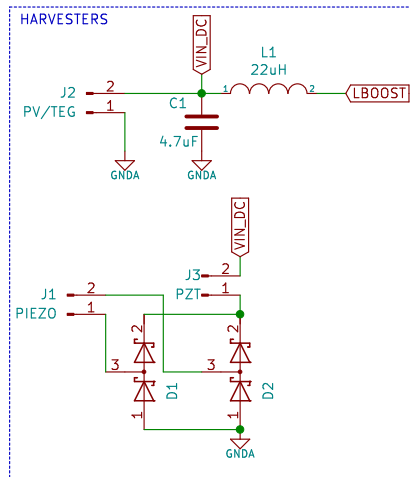 HARVESTERS
VIN_DC
L1
22uH
1
2
LBOOST
J2
2
PV/TEG
1
C1
4.7uF
GNDA
GNDA
VIN_DC
J3
2
PZT
1
J1
2
PIEZO
1
2
2
3
3
D1
D2
1
1
GNDA